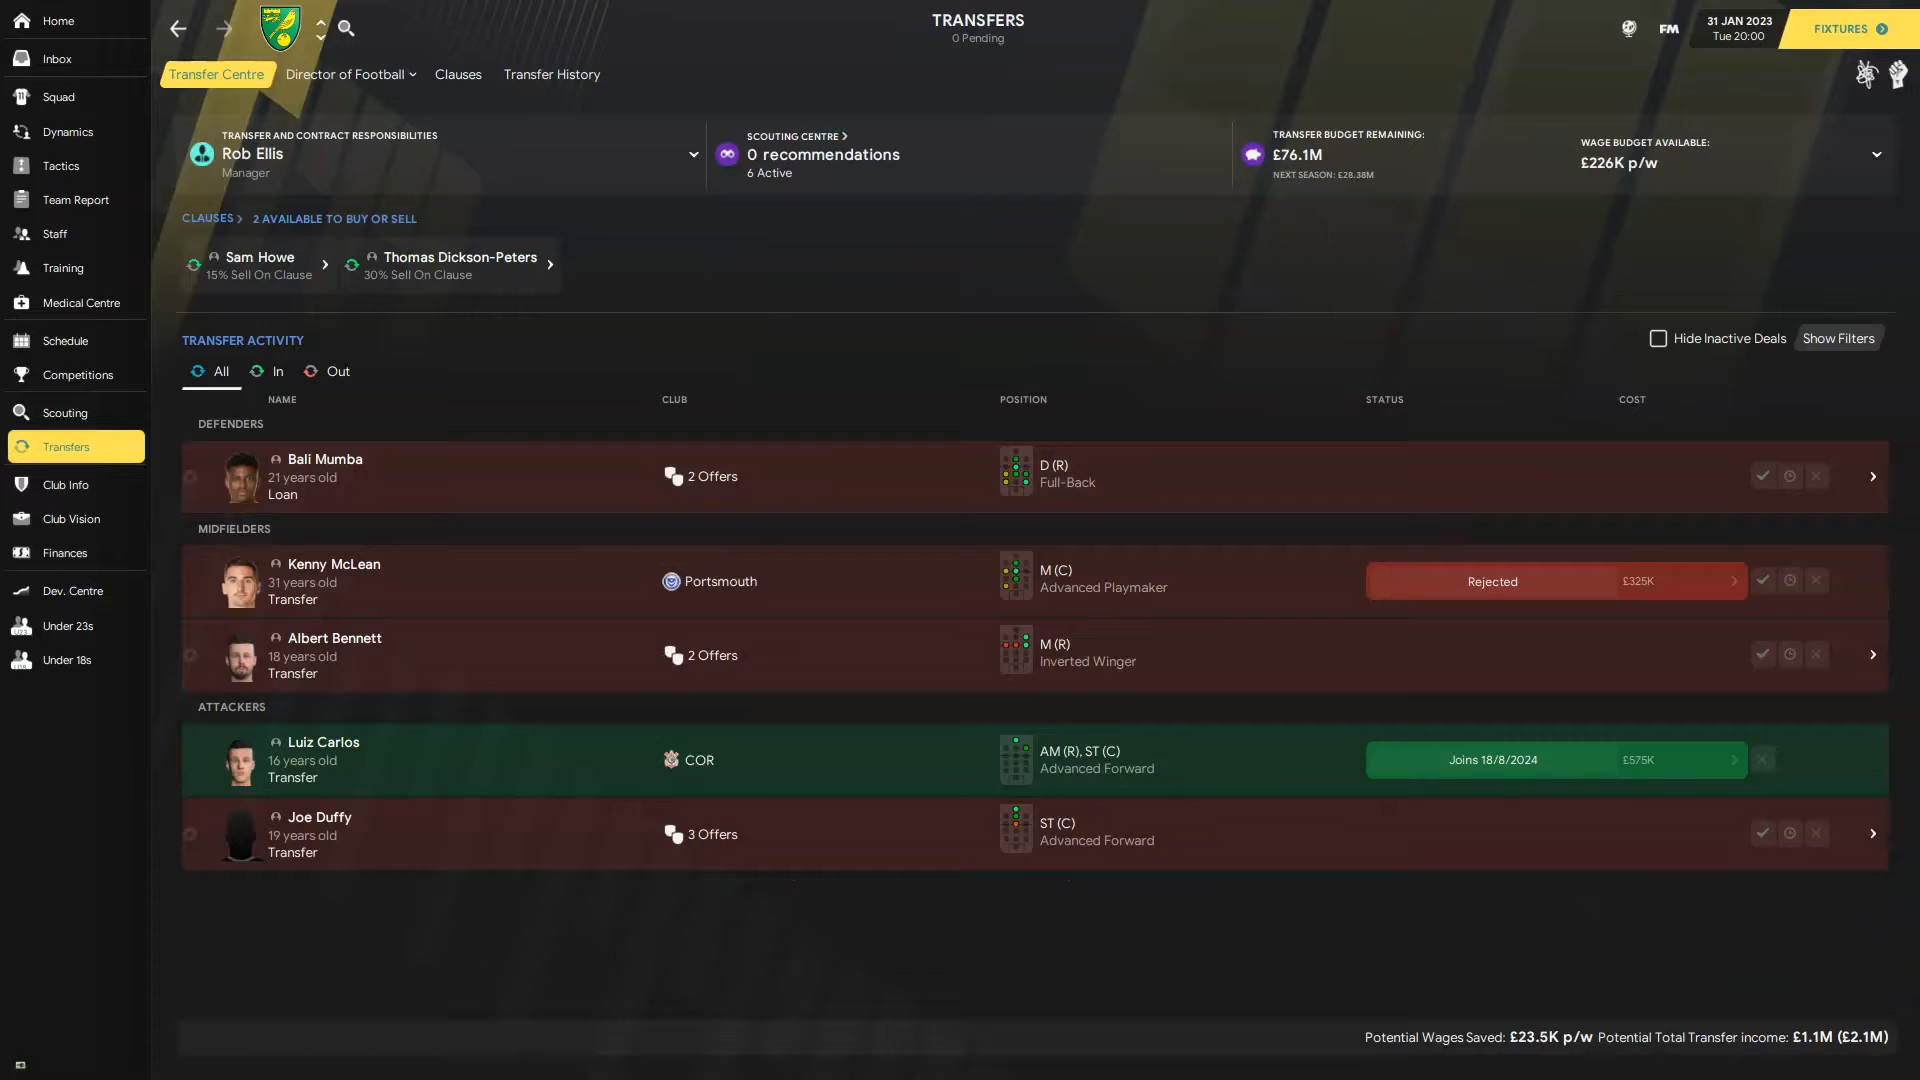 Home
Inbox
Squad
Dynamics
Tactics
Team Report
Staff
Training
Medical Centre
Schedule
Competitions
Scouting
Transfers
Club Info
Club Vision
Finances
Dev. Centre
Under 23s
Under 18s
TRANSFERS
0 Pending
FM
31 JAN 2023
Tue 20:00
FIXTURES
Transfer Centre
Director of Football
Clauses
Transfer History
TRANSFER AND CONTRACT RESPONSIBILITIES
Rob Ellis
Manager
SCOUTING CENTRE
0 recommendations
6 Active
TRANSFER BUDGET REMAINING:
£76.1M
NEXT SEASON: £28.38M
WAGE BUDGET AVAILABLE:
£226K p/w
CLAUSES 2 AVAILABLE TO BUY OR SELL
Sam Howe
15% Sell On Clause
Thomas Dickson-Peters
30% Sell On Clause
TRANSFER ACTIVITY
Hide Inactive Deals
Show Filters
All In Out
NAME CLUB POSITION STATUS COST
DEFENDERS
Bali Mumba
21 years old
Loan
2 Offers
D (R)
Full-Back
MIDFIELDERS
Kenny McLean
31 years old
Transfer
Portsmouth
M (C)
Advanced Playmaker
Rejected £325K
Albert Bennett
18 years old
Transfer
2 Offers
M (R)
Inverted Winger
ATTACKERS
Luiz Carlos
16 years old
Transfer
COR
AM (R), ST (C)
Advanced Forward
Joins 18/8/2024 £575K
Joe Duffy
19 years old
Transfer
3 Offers
ST (C)
Advanced Forward
Potential Wages Saved: £23.5K p/w Potential Total Transfer income: £1.1M (£2.1M)